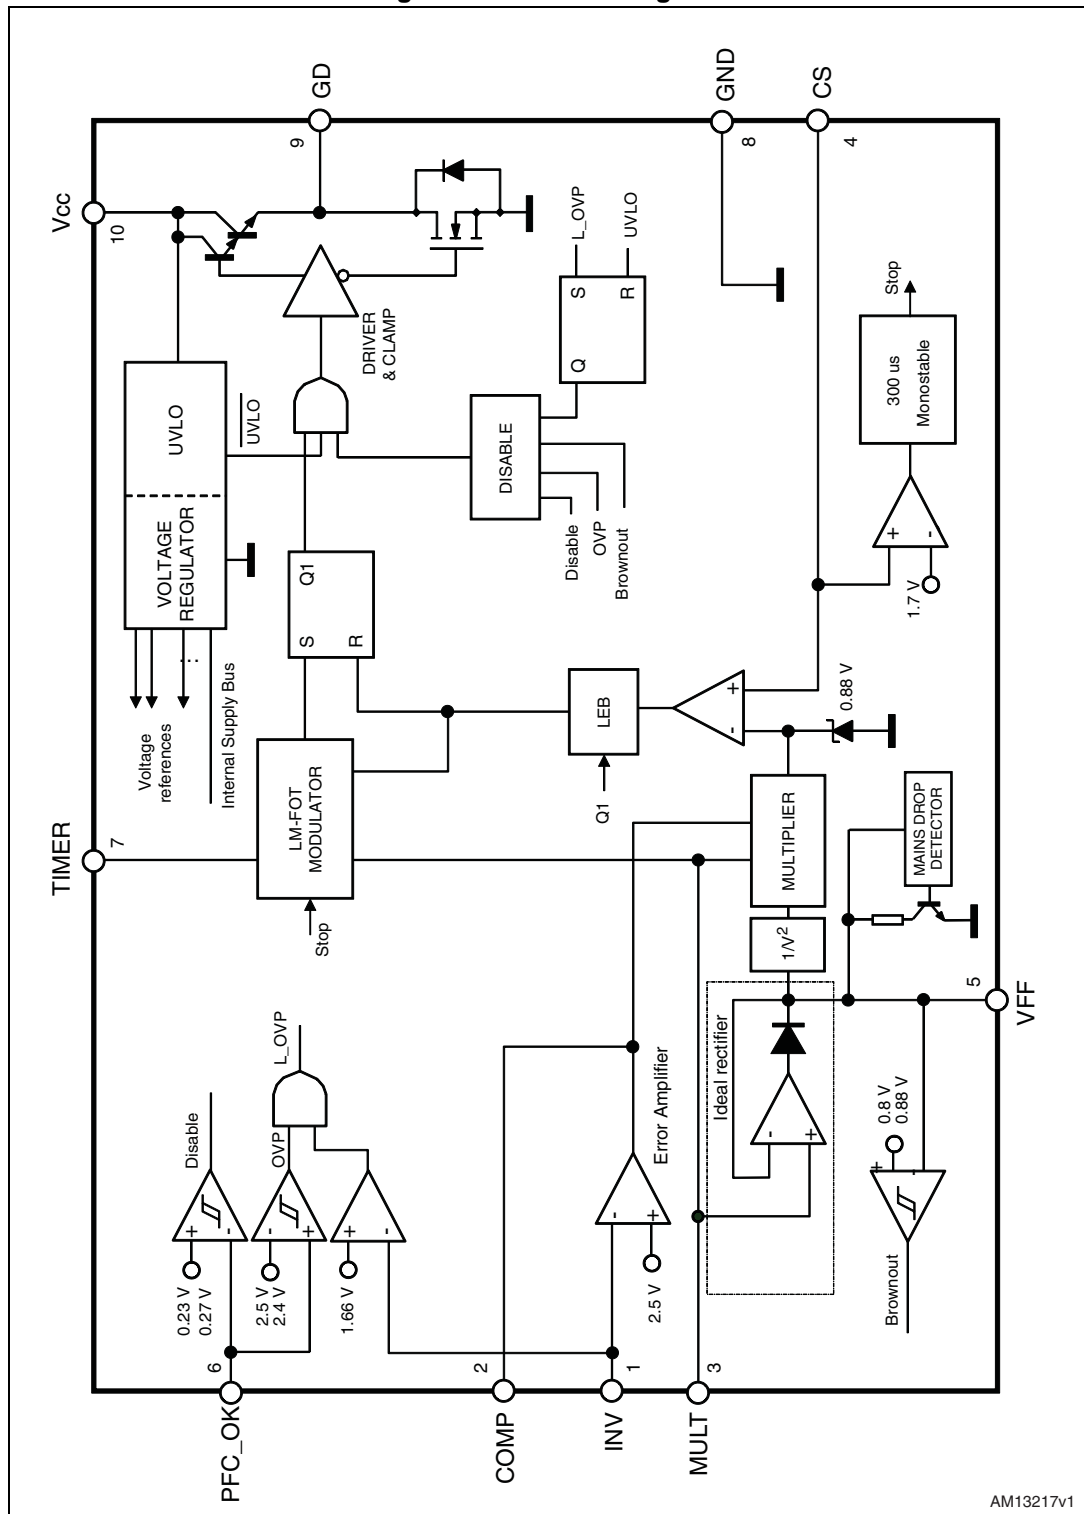 GD
GND
CS
9
8
4
Vcc
10
L_OVP
UVLO
S
R
Q
Stop
300 us
Monostable
DRIVER
& CLAMP
UVLO
UVLO
VOLTAGE
REGULATOR
DISABLE
Disable
OVP
Brownout
+
-
1.7 V
Q1
S
R
...
Voltage
references
Internal Supply Bus
LEB
Q1
-
+
0.88 V
TIMER
7
LM-FOT
MODULATOR
Stop
MULTIPLIER
1/V2
MAINS DROP
DETECTOR
5
VFF
Ideal rectifier
-
+
L_OVP
Disable
OVP
+
-
-
+
+
-
0.23 V
0.27 V
2.5 V
2.4 V
1.66 V
Error Amplifier
-
+
2.5 V
0.8 V
0.88 V
+
-
Brownout
6
2
1
3
PFC_OK
COMP
INV
MULT
AM13217v1